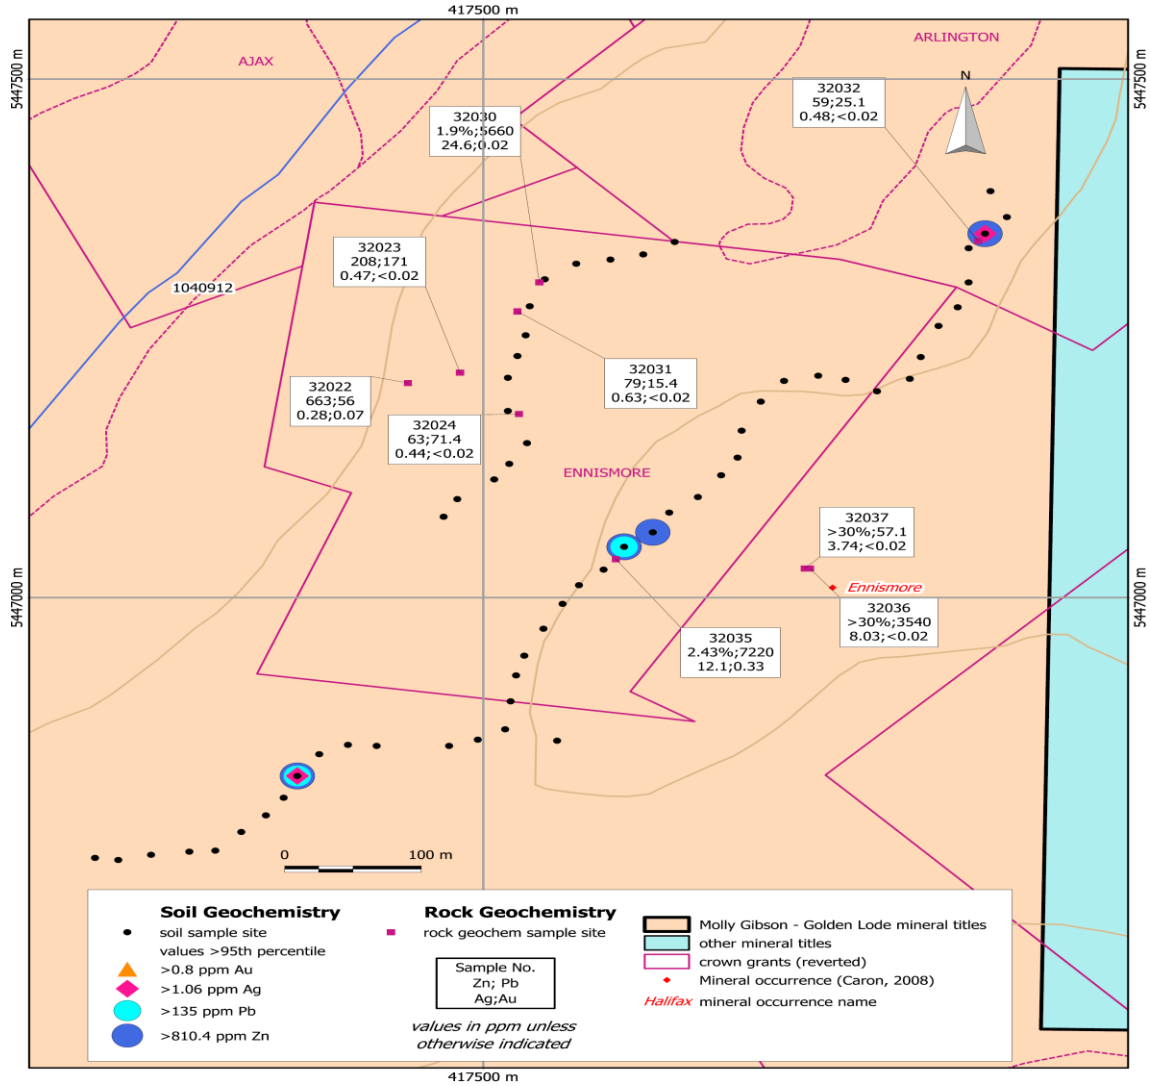 417500 m
ARLINGTON
AJAX
5447500 m
5447500 m
N
32032
59;25.1
0.48;<0.02
32030
1.9%;5660
24.6;0.02
32023
208;171
0.47;<0.02
1040912
32031
79;15.4
0.63;<0.02
32022
663;56
0.28;0.07
32024
63;71.4
0.44;<0.02
ENNISMORE
32037
>30%;57.1
3.74;<0.02
Ennismore
5447000 m
5447000 m
32036
>30%;3540
8.03;<0.02
32035
2.43%;7220
12.1;0.33
0 100 m
Soil Geochemistry
soil sample site
values >95th percentile
>0.8 ppm Au
>1.06 ppm Ag
>135 ppm Pb
>810.4 ppm Zn
Rock Geochemistry
rock geochem sample site
Sample No.
Zn; Pb
Ag;Au
values in ppm unless
otherwise indicated
Molly Gibson - Golden Lode mineral titles
other mineral titles
crown grants (reverted)
Mineral occurrence (Caron, 2008)
Halifax mineral occurrence name
417500 m